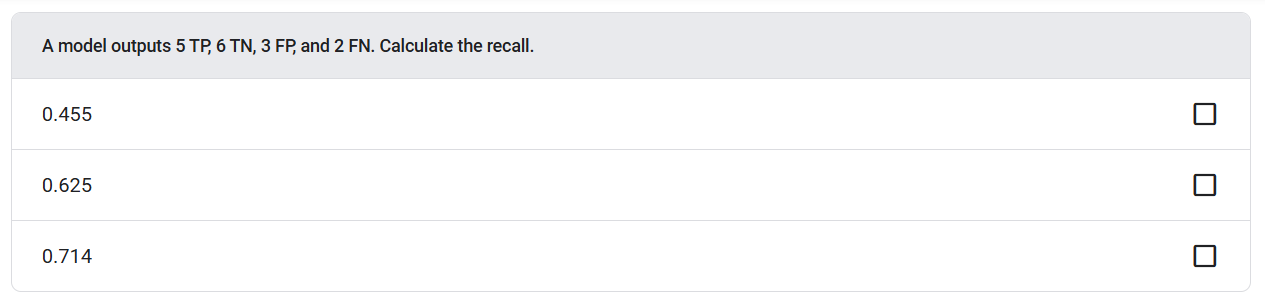 A model outputs 5 TP, 6 TN, 3 FP, and 2 FN. Calculate the recall.
0.455
0.625
0.714